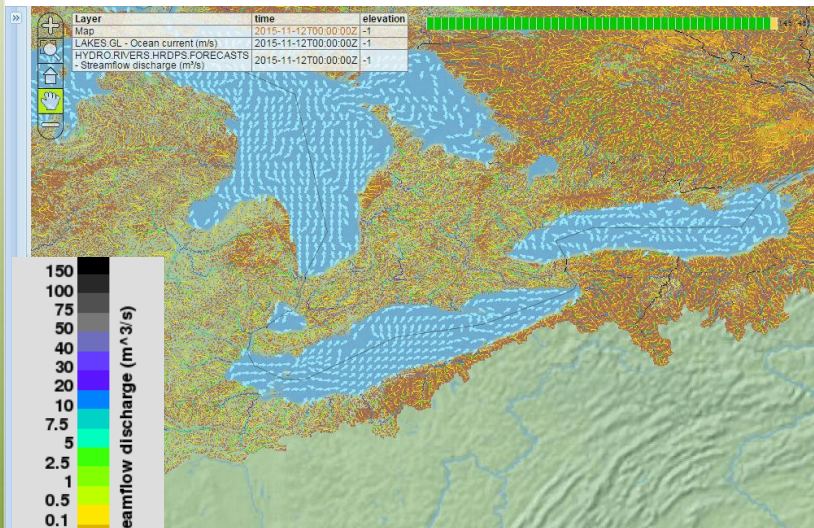 »
Layer time elevation
Map 2015-11-12T00:00:00Z -1
LAKES.GL - Ocean current (m/s) 2015-11-12T00:00:00Z -1
HYDRO.RIVERS.HRDPS.FORECASTS
- Streamflow discharge (m³/s) 2015-11-12T00:00:00Z -1
150
100
75
50
40
30
20
10
7.5
5
2.5
1
0.5
0.1
eamflow discharge (m^3/s)